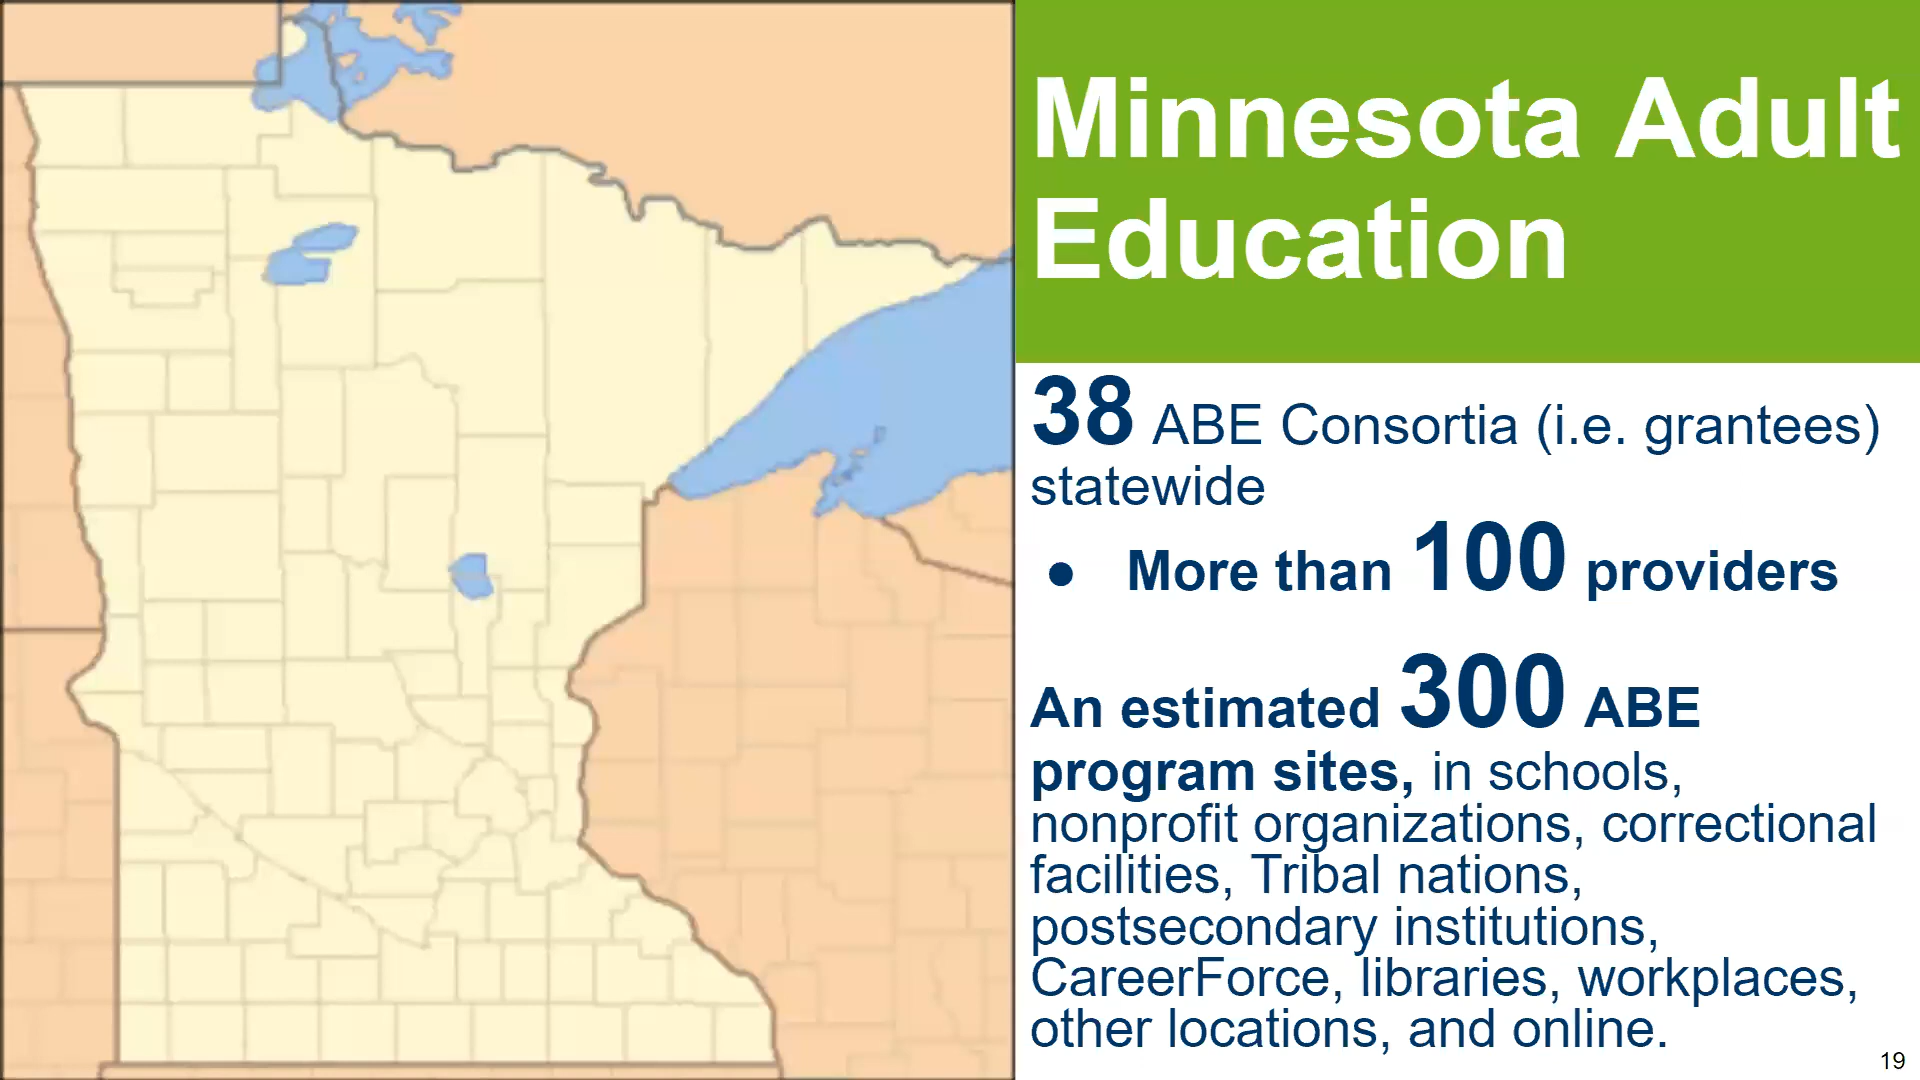 Minnesota Adult
Education
38 ABE Consortia (i.e. grantees)
statewide
● More than 100 providers
An estimated 300 ABE
program sites, in schools,
nonprofit organizations, correctional
facilities, Tribal nations,
postsecondary institutions,
CareerForce, libraries, workplaces,
other locations, and online.
19